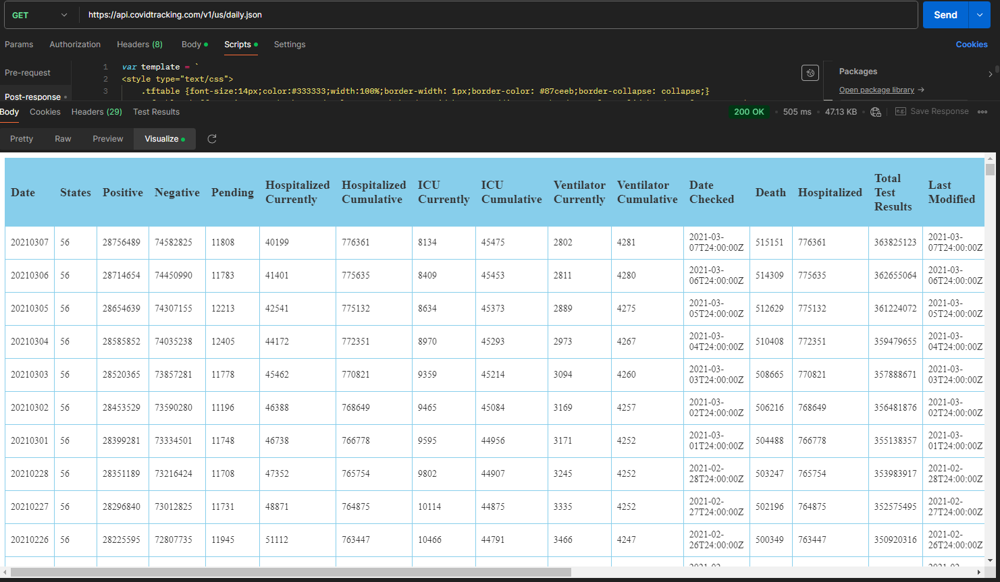 GET https://api.covidtracking.com/v1/us/daily.json Send
Params Authorization Headers (8) Body Scripts Settings Cookies
Pre-request
Post-response
1 var template = `
2 <style type="text/css">
3 .tftable {font-size:14px;color:#333333;width:100%;border-width: 1px;border-color: #87ceeb;border-collapse: collapse;}
Packages
Open package library →
Body Cookies Headers (29) Test Results 200 OK 505 ms 47.13 KB e.g. Save Response
Pretty Raw Preview Visualize
Date States Positive Negative Pending Hospitalized Currently Hospitalized Cumulative ICU Currently ICU Cumulative Ventilator Currently Ventilator Cumulative Date Checked Death Hospitalized Total Test Results Last Modified
20210307 56 28756489 74582825 11808 40199 776361 8134 45475 2802 4281 2021-03-07T24:00:00Z 515151 776361 363825123 2021-03-07T24:00:00Z
20210306 56 28714654 74450990 11783 41401 775635 8409 45453 2811 4280 2021-03-06T24:00:00Z 514309 775635 362655064 2021-03-06T24:00:00Z
20210305 56 28654639 74307155 12213 42541 775132 8634 45373 2889 4275 2021-03-05T24:00:00Z 512629 775132 361224072 2021-03-05T24:00:00Z
20210304 56 28585852 74035238 12405 44172 772351 8970 45293 2973 4267 2021-03-04T24:00:00Z 510408 772351 359479655 2021-03-04T24:00:00Z
20210303 56 28520365 73857281 11778 45462 770821 9359 45214 3094 4260 2021-03-03T24:00:00Z 508665 770821 357888671 2021-03-03T24:00:00Z
20210302 56 28453529 73590280 11196 46388 768649 9465 45084 3169 4257 2021-03-02T24:00:00Z 506216 768649 356481876 2021-03-02T24:00:00Z
20210301 56 28399281 73334501 11748 46738 766778 9595 44956 3171 4252 2021-03-01T24:00:00Z 504488 766778 355138357 2021-03-01T24:00:00Z
20210228 56 28351189 73216424 11708 47352 765754 9802 44907 3245 4252 2021-02-28T24:00:00Z 503247 765754 353983917 2021-02-28T24:00:00Z
20210227 56 28296840 73012825 11731 48871 764875 10114 44875 3335 4252 2021-02-27T24:00:00Z 502196 764875 352575495 2021-02-27T24:00:00Z
20210226 56 28225595 72807735 11945 51112 763447 10466 44791 3466 4247 2021-02-26T24:00:00Z 500349 763447 350920316 2021-02-26T24:00:00Z